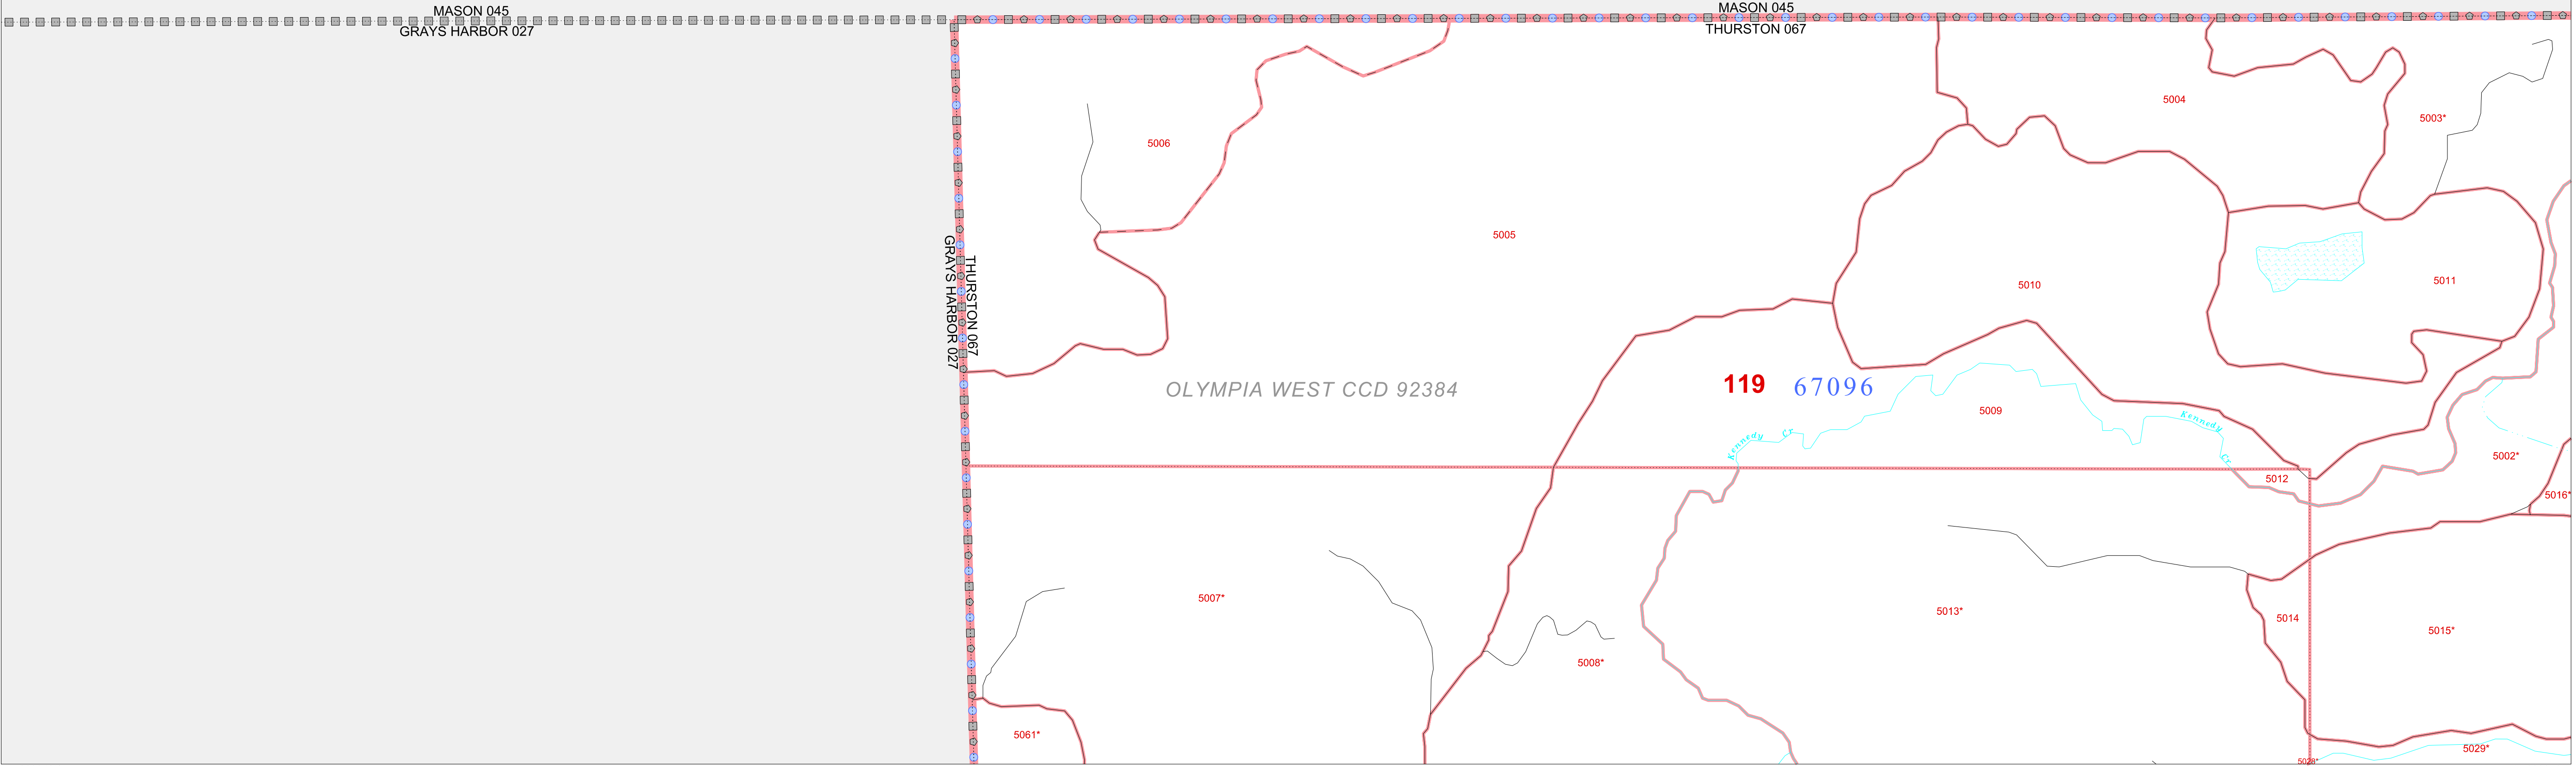 MASON 045
GRAYS HARBOR 027
MASON 045
THURSTON 067
GRAYS HARBOR 027
THURSTON 067
5004
5003*
5006
5005
5010
5011
OLYMPIA WEST CCD 92384
119 67096
5009
Kennedy Cr
Kennedy Cr
5002*
5012
5016*
5007*
5013*
5014
5015*
5008*
5061*
5029*
5028*